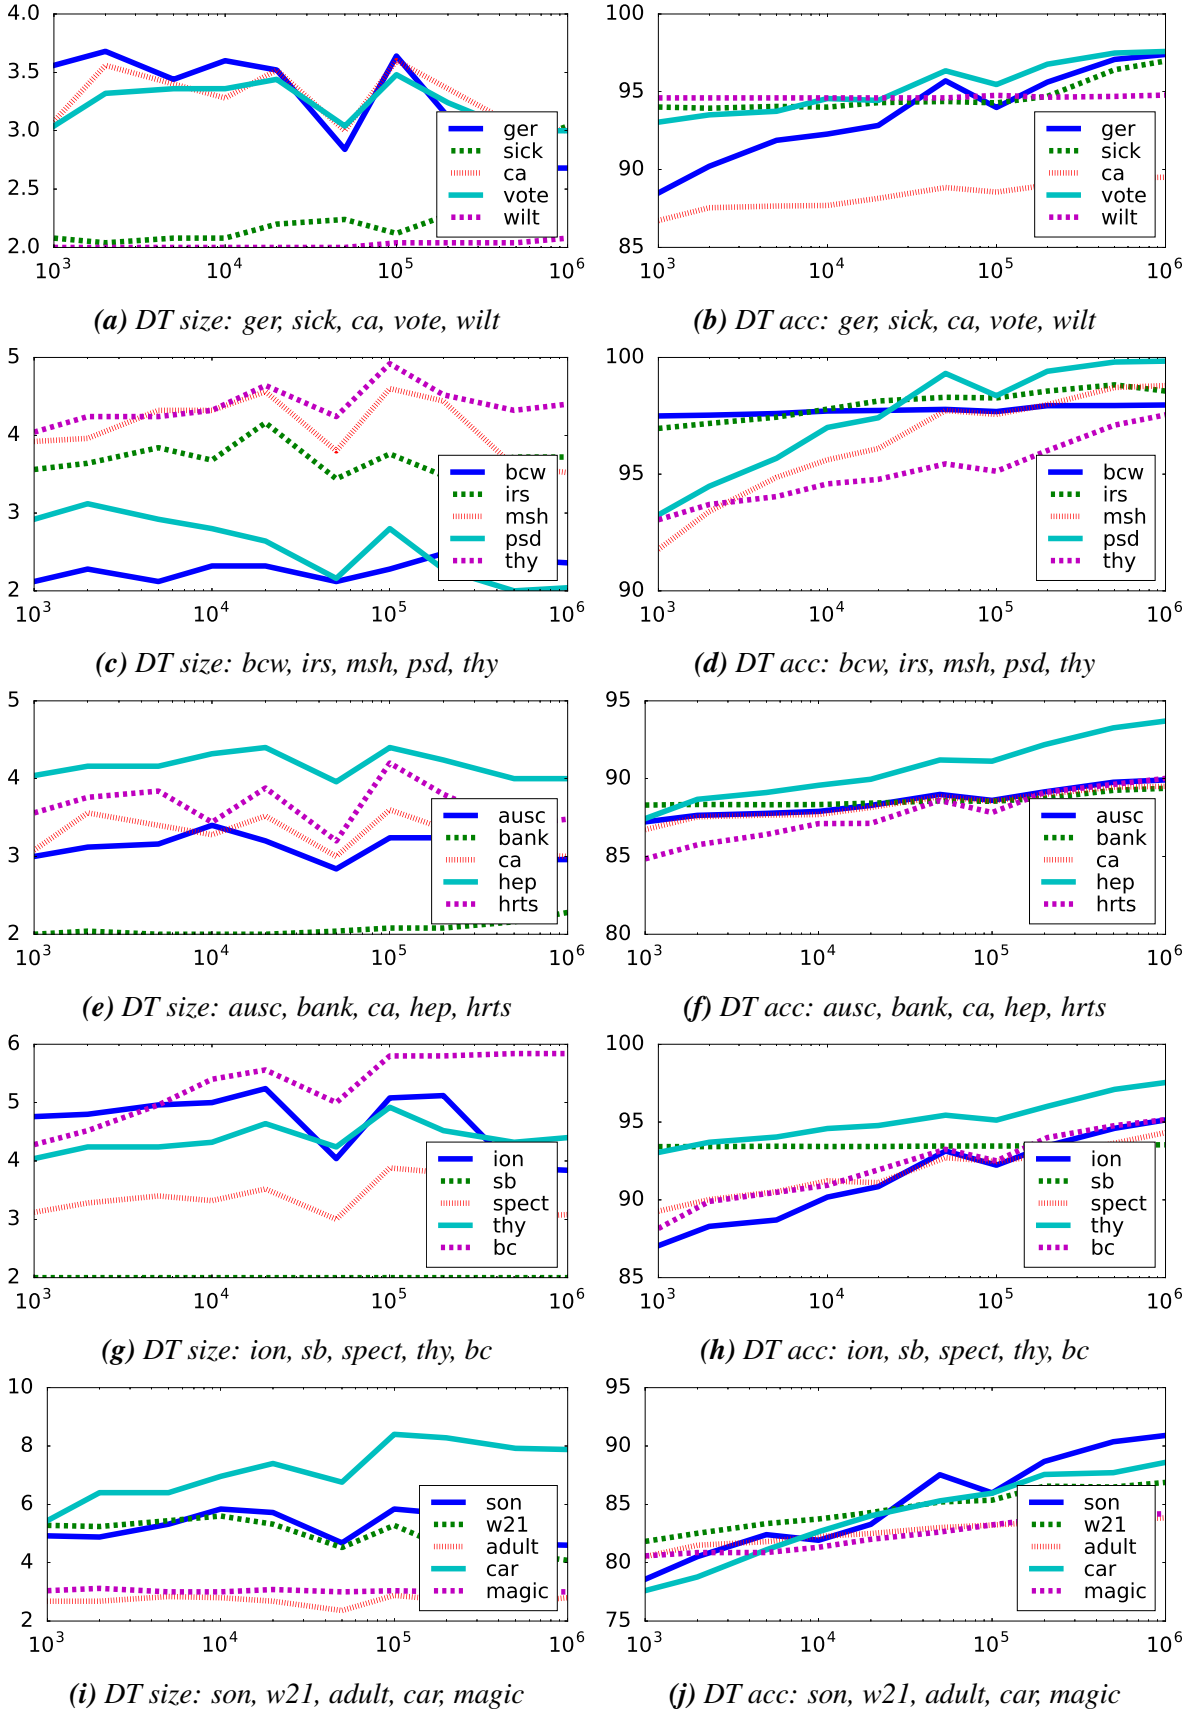 4.0
3.5
3.0
2.5
2.0
10³ 10⁴ 10⁵ 10⁶
ger
sick
ca
vote
wilt
(a) DT size: ger, sick, ca, vote, wilt
100
95
90
85
10³ 10⁴ 10⁵ 10⁶
ger
sick
ca
vote
wilt
(b) DT acc: ger, sick, ca, vote, wilt
5
4
3
2
10³ 10⁴ 10⁵ 10⁶
bcw
irs
msh
psd
thy
(c) DT size: bcw, irs, msh, psd, thy
100
95
90
10³ 10⁴ 10⁵ 10⁶
bcw
irs
msh
psd
thy
(d) DT acc: bcw, irs, msh, psd, thy
5
4
3
2
10³ 10⁴ 10⁵ 10⁶
ausc
bank
ca
hep
hrts
(e) DT size: ausc, bank, ca, hep, hrts
95
90
85
80
10³ 10⁴ 10⁵ 10⁶
ausc
bank
ca
hep
hrts
(f) DT acc: ausc, bank, ca, hep, hrts
6
5
4
3
2
10³ 10⁴ 10⁵ 10⁶
ion
sb
spect
thy
bc
(g) DT size: ion, sb, spect, thy, bc
100
95
90
85
10³ 10⁴ 10⁵ 10⁶
ion
sb
spect
thy
bc
(h) DT acc: ion, sb, spect, thy, bc
10
8
6
4
2
10³ 10⁴ 10⁵ 10⁶
son
w21
adult
car
magic
(i) DT size: son, w21, adult, car, magic
95
90
85
80
75
10³ 10⁴ 10⁵ 10⁶
son
w21
adult
car
magic
(j) DT acc: son, w21, adult, car, magic